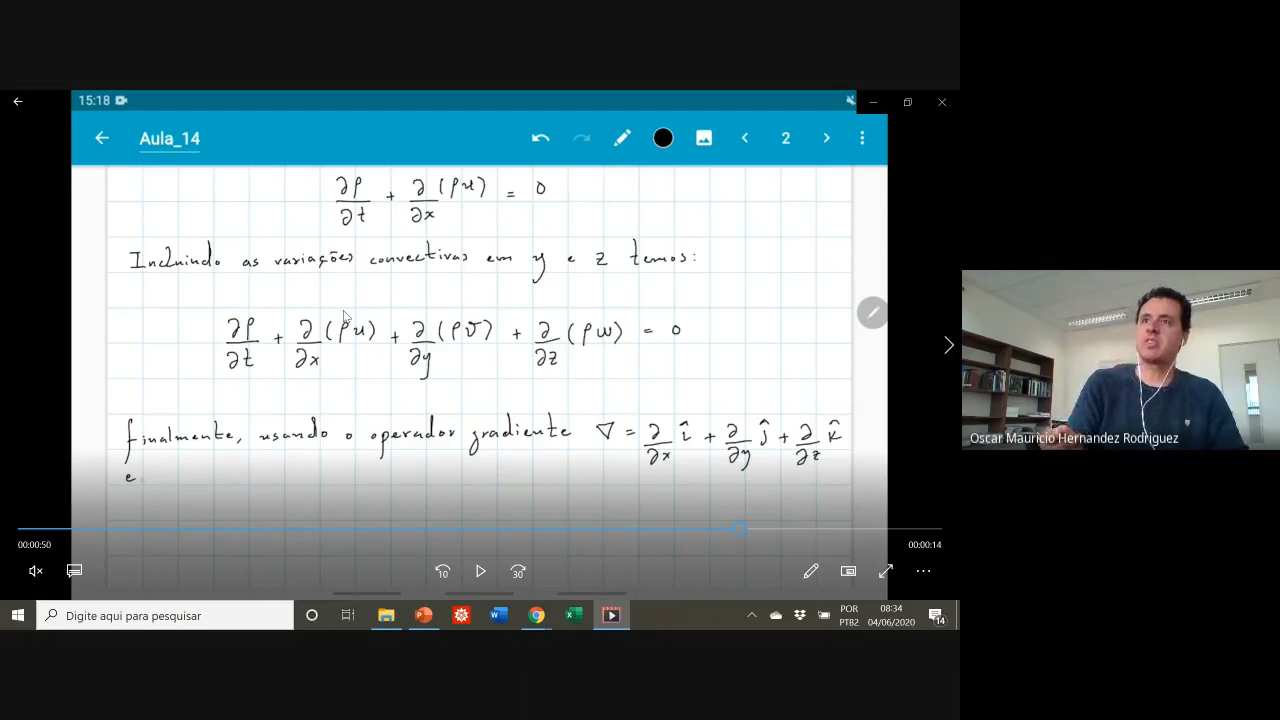 15:18
Aula_14
2
∂ρ/∂t + ∂/∂x (ρu) = 0
Incluindo as variações convectivas em y e z temos:
∂ρ/∂t + ∂/∂x (ρu) + ∂/∂y (ρv) + ∂/∂z (ρw) = 0
finalmente, usando o operador gradiente ∇ = ∂/∂x î + ∂/∂y ĵ + ∂/∂z k̂
e
Oscar Mauricio Hernandez Rodriguez
00:00:50
00:00:14
10
30
Digite aqui para pesquisar
POR
PTB2
08:34
04/06/2020
14